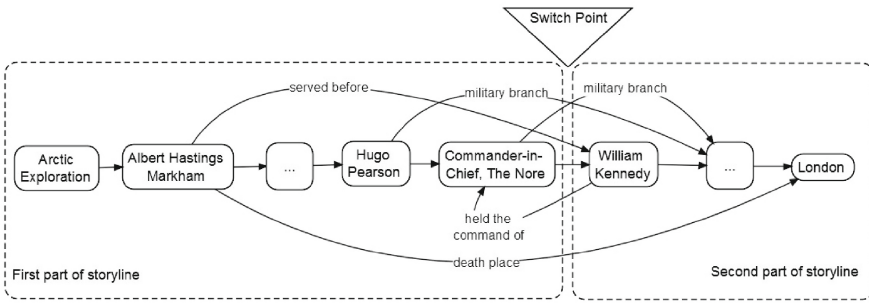 Switch Point
served before
military branch
military branch
Arctic
Exploration
Albert Hastings
Markham
...
Hugo
Pearson
Commander-in-
Chief, The Nore
William
Kennedy
...
London
held the
command of
death place
First part of storyline
Second part of storyline